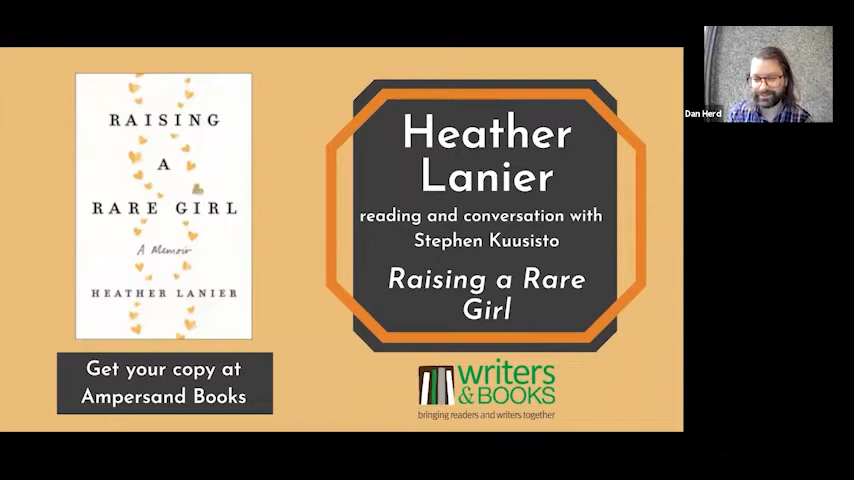 RAISING
A
RARE GIRL
A Memoir
HEATHER LANIER
Get your copy at
Ampersand Books
Heather
Lanier
reading and conversation with
Stephen Kuusisto
Raising a Rare
Girl
writers
& BOOKS
bringing readers and writers together
Dan Herd